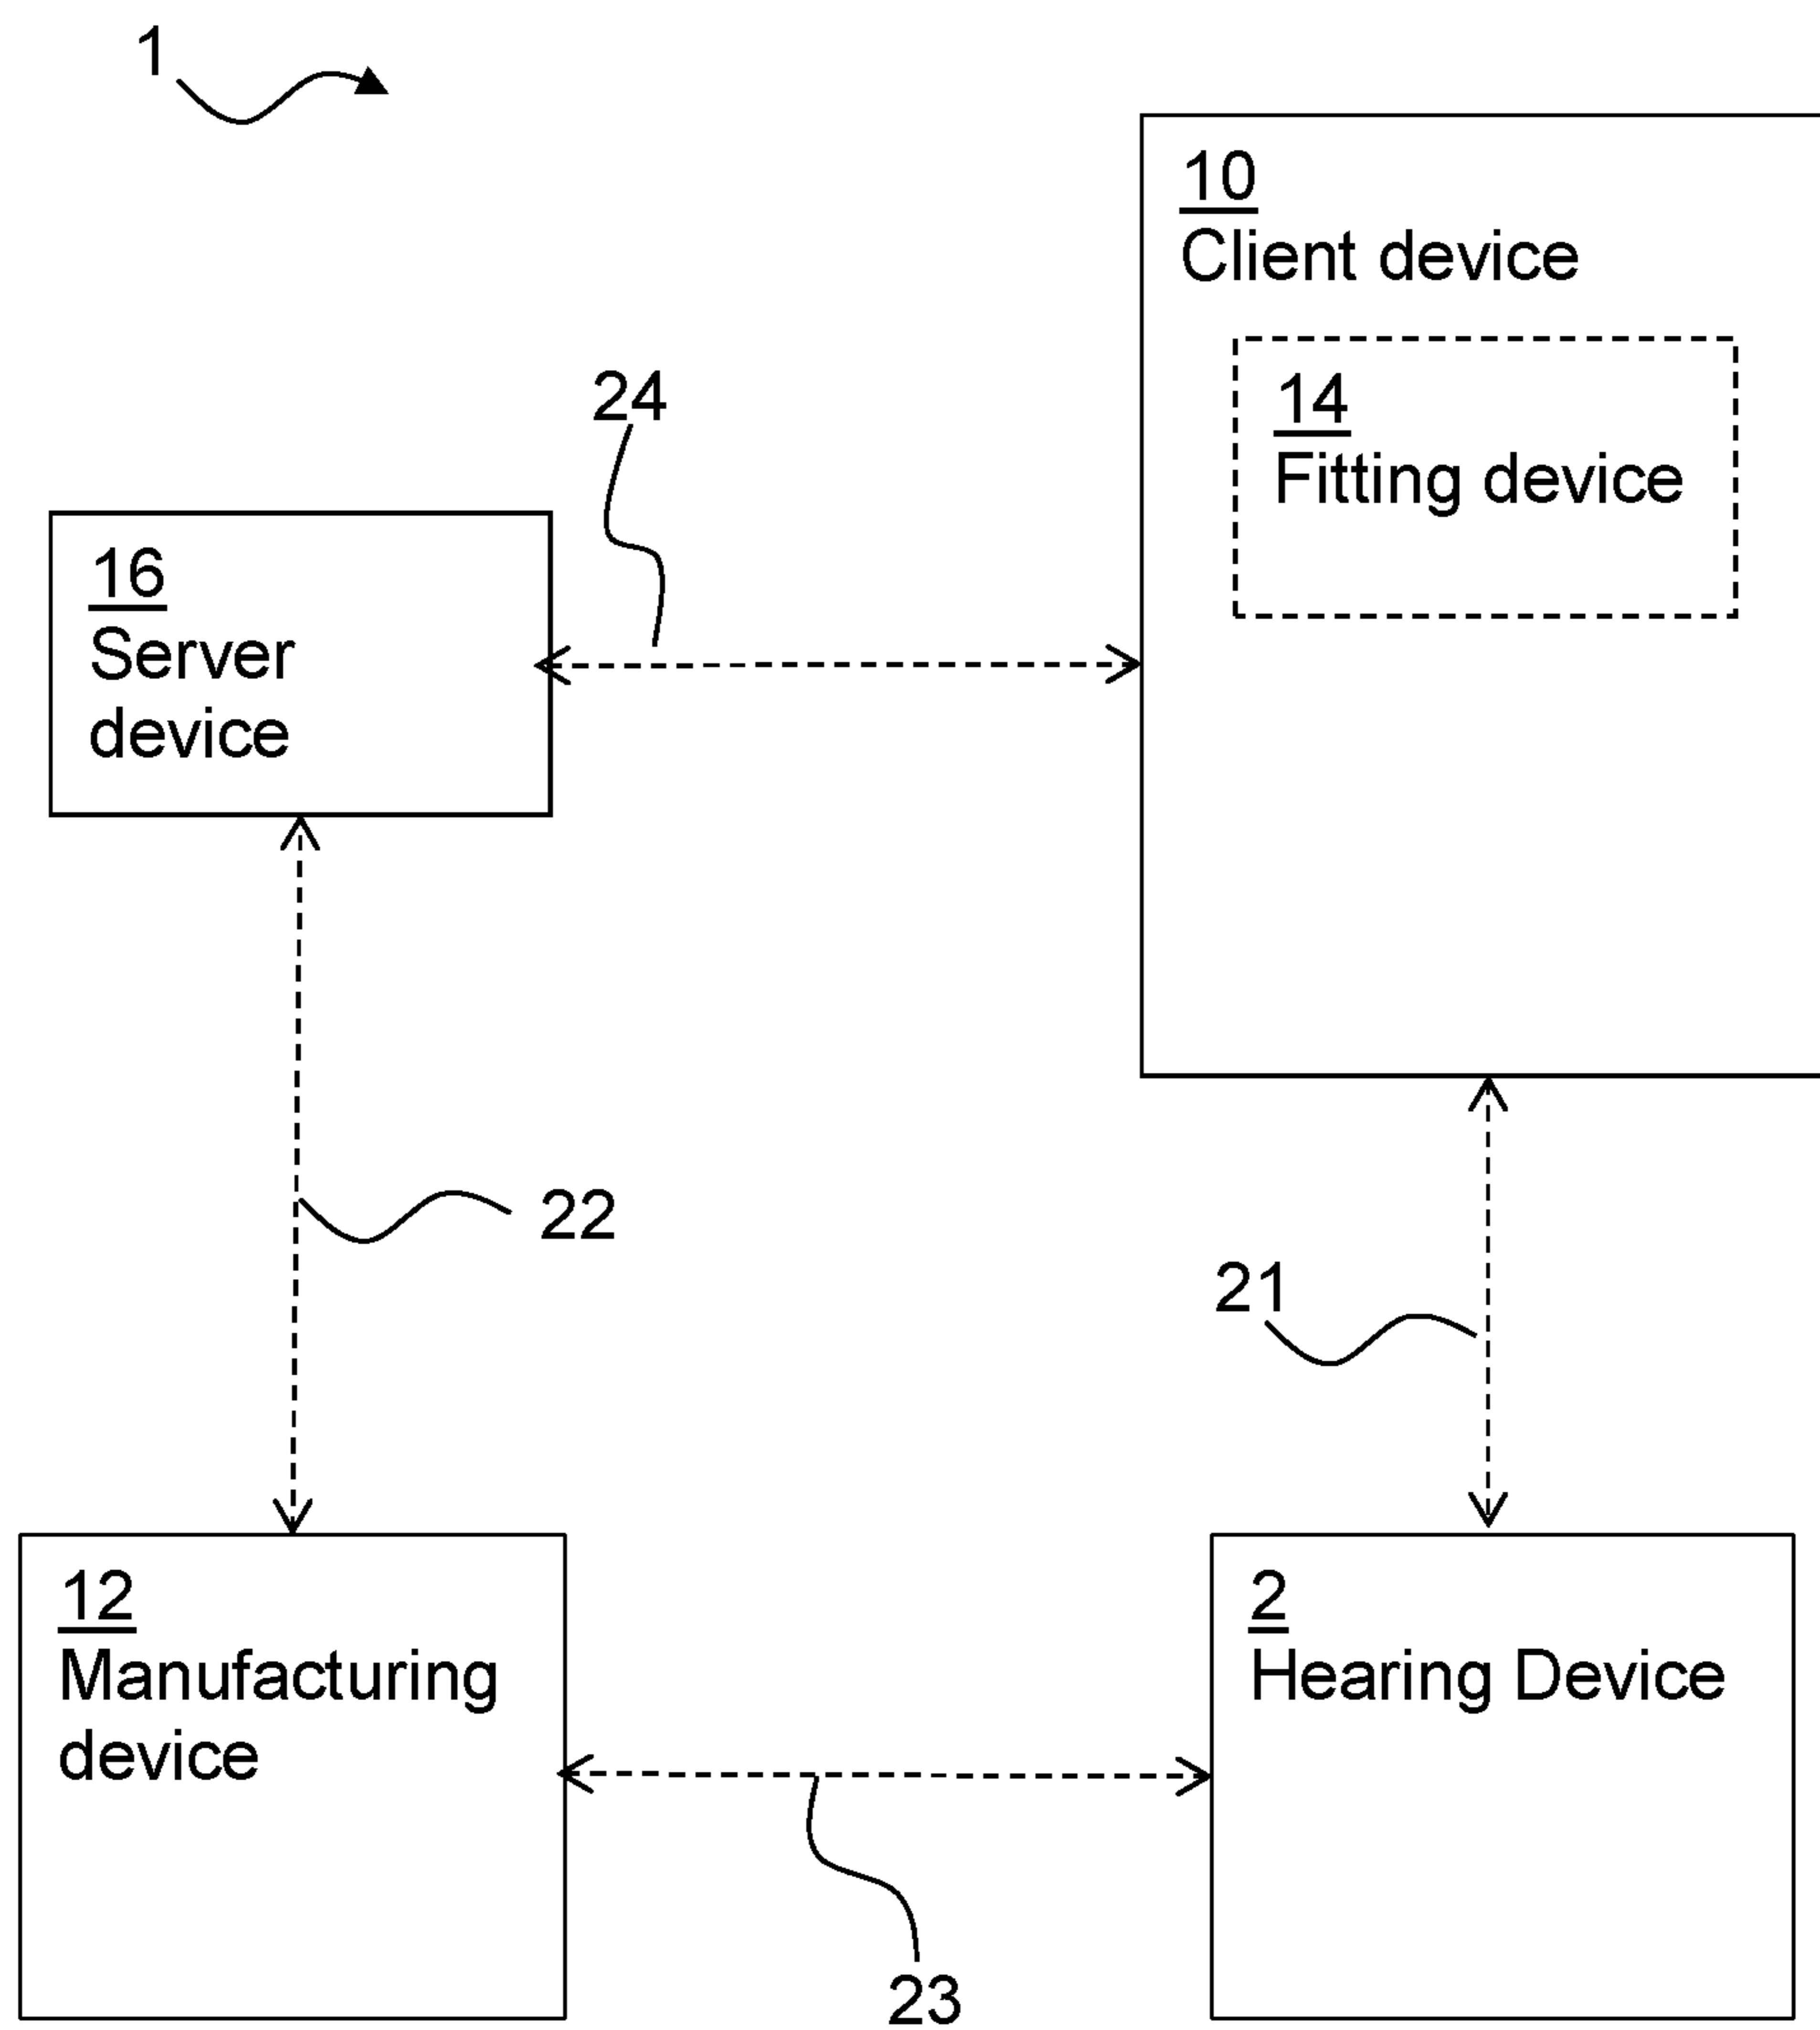 1
10
Client device
24
14
Fitting device
16
Server
device
22
21
12
Manufacturing
device
2
Hearing Device
23